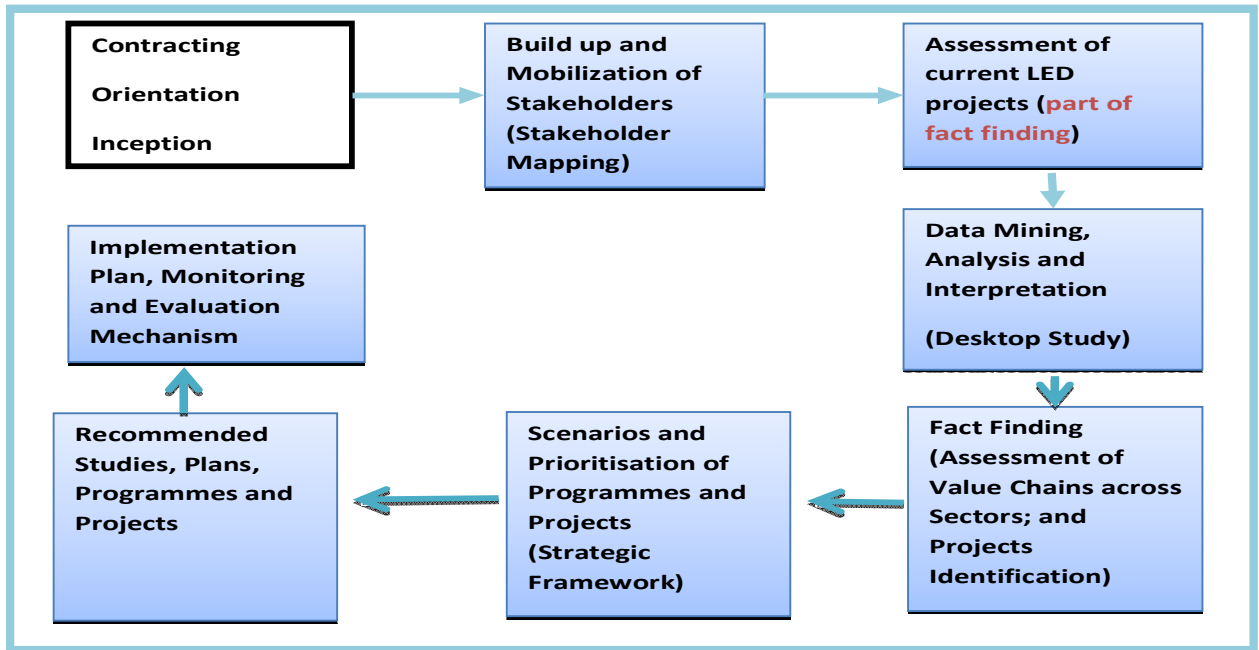 Contracting
Orientation
Inception
Build up and
Mobilization of
Stakeholders
(Stakeholder
Mapping)
Assessment of
current LED
projects (part of
fact finding)
Data Mining,
Analysis and
Interpretation
(Desktop Study)
Fact Finding
(Assessment of
Value Chains across
Sectors; and
Projects
Identification)
Scenarios and
Prioritisation of
Programmes and
Projects
(Strategic
Framework)
Recommended
Studies, Plans,
Programmes and
Projects
Implementation
Plan, Monitoring
and Evaluation
Mechanism